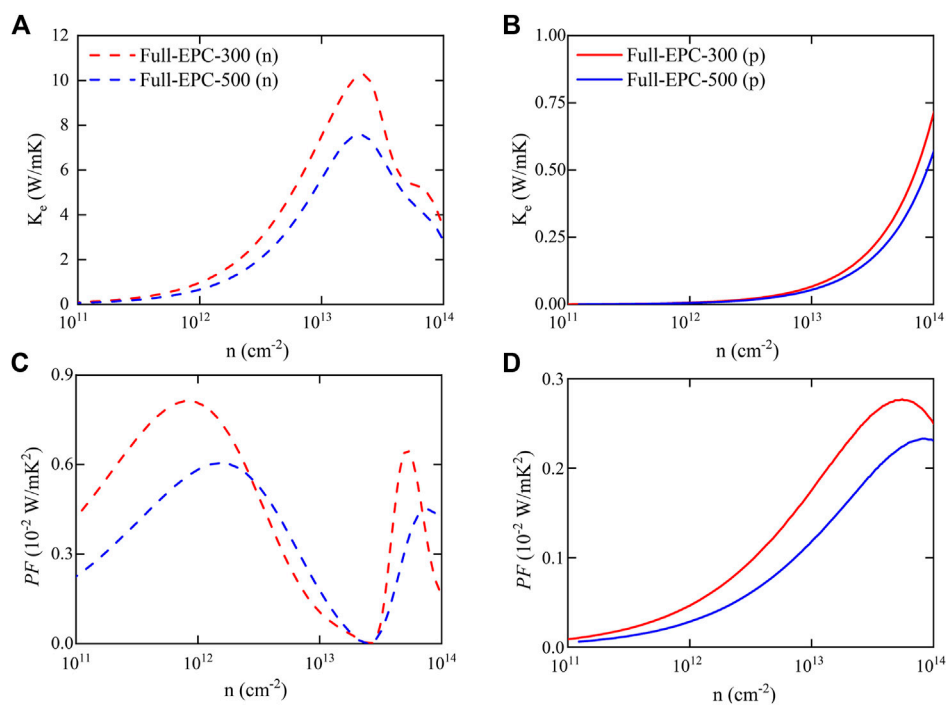 A
12
10
8
6
4
2
0
K_e (W/mK)
Full-EPC-300 (n)
Full-EPC-500 (n)
10^11
10^12
10^13
10^14
n (cm^-2)
B
1.00
0.75
0.50
0.25
0.00
K_e (W/mK)
Full-EPC-300 (p)
Full-EPC-500 (p)
10^11
10^12
10^13
10^14
n (cm^-2)
C
0.9
0.6
0.3
0.0
PF (10^-2 W/mK^2)
10^11
10^12
10^13
10^14
n (cm^-2)
D
0.3
0.2
0.1
0.0
PF (10^-2 W/mK^2)
10^11
10^12
10^13
10^14
n (cm^-2)